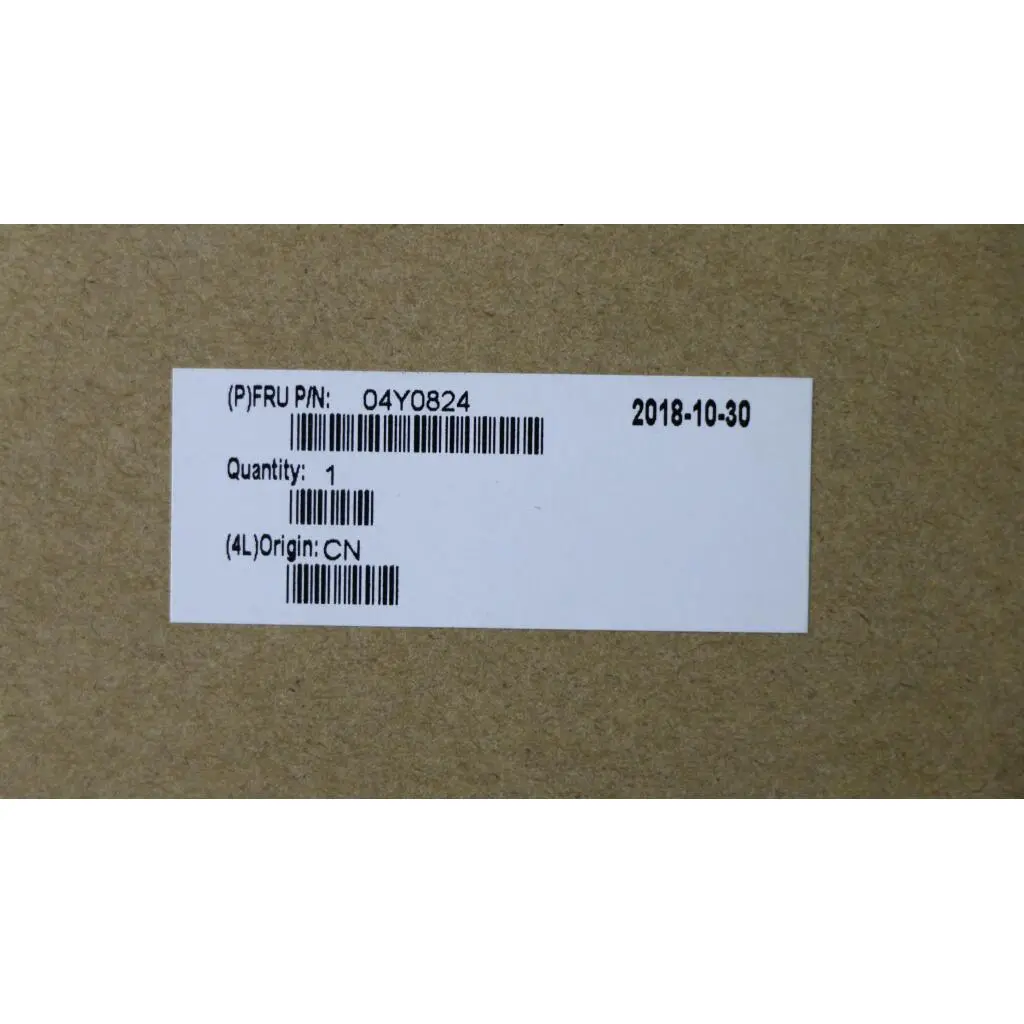 (P)FRU P/N: 04Y0824
2018-10-30
Quantity: 1
(4L)Origin: CN